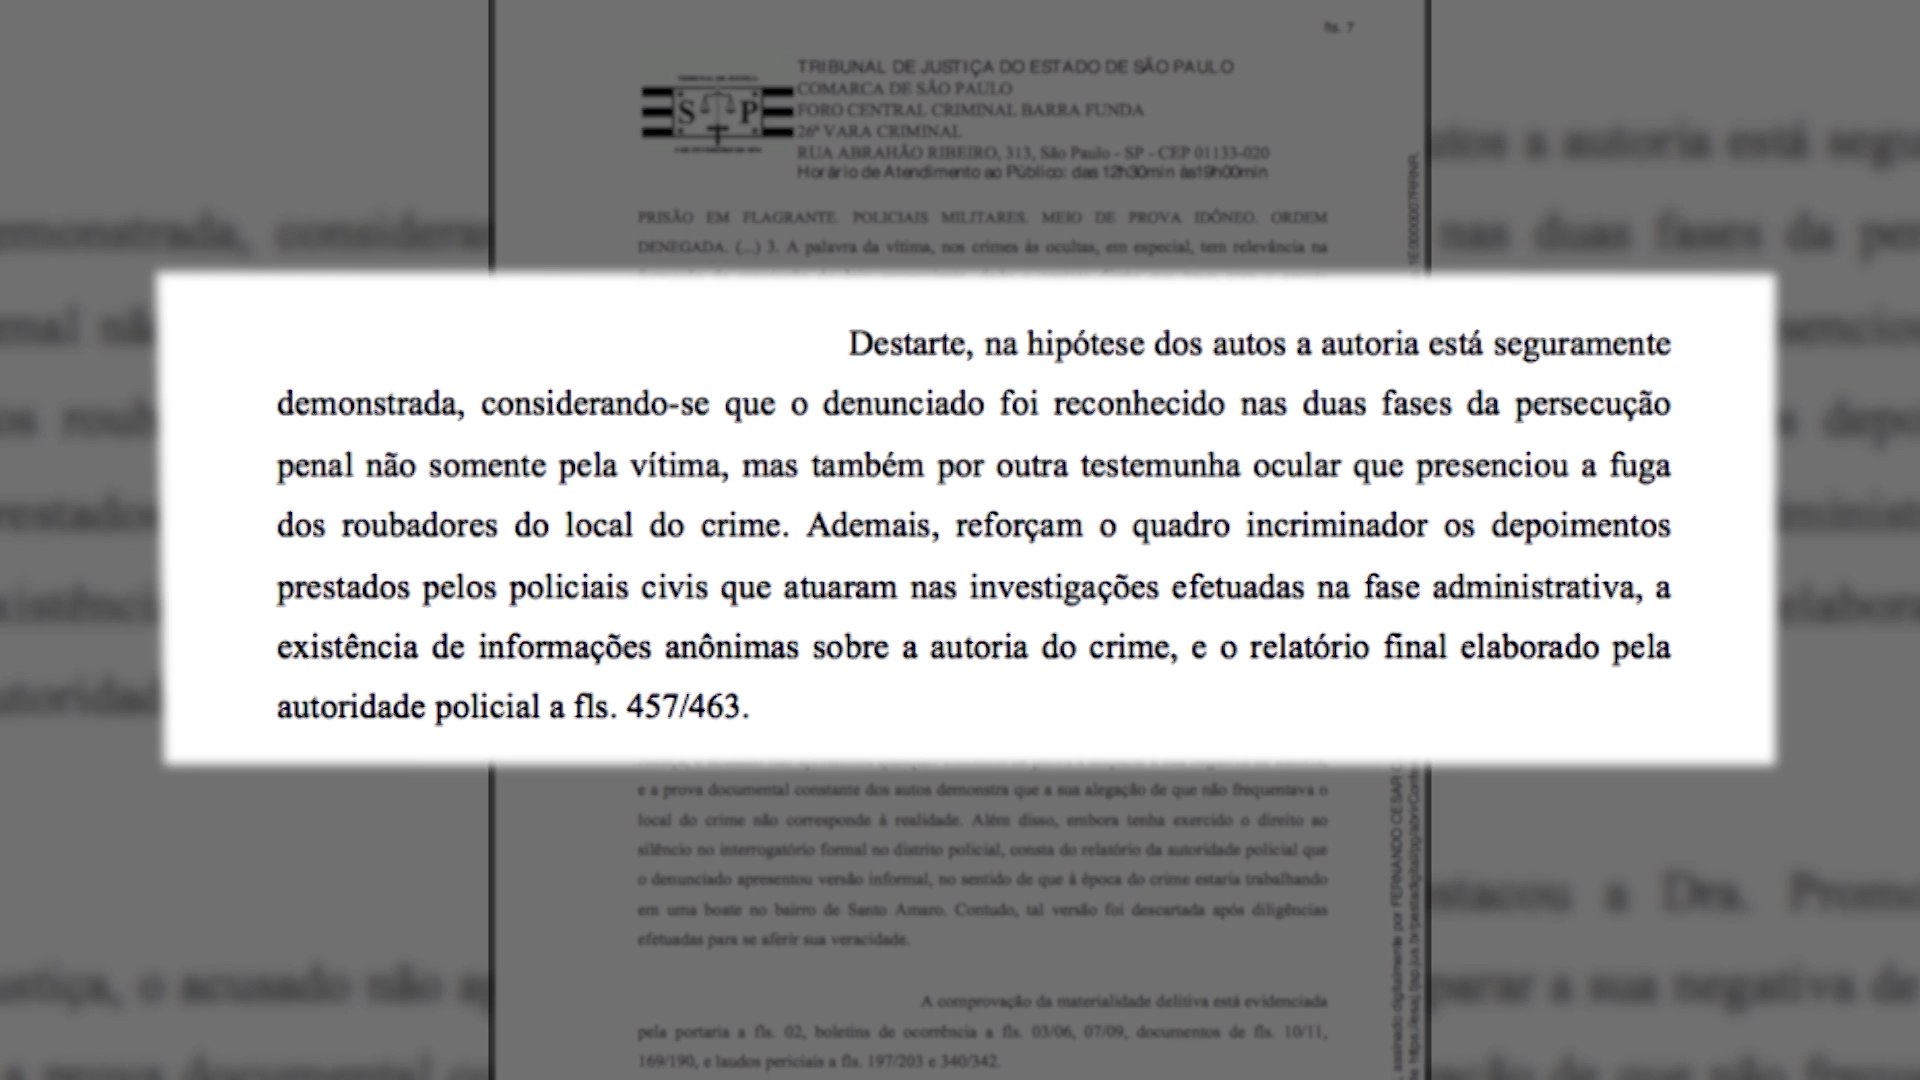 fls. 7
TRIBUNAL DE JUSTIÇA DO ESTADO DE SÃO PAULO
COMARCA DE SÃO PAULO
FORO CENTRAL CRIMINAL BARRA FUNDA
26ª VARA CRIMINAL
RUA ABRAHÃO RIBEIRO, 313, São Paulo - SP - CEP 01133-020
Horário de Atendimento ao Público: das 12h30min às19h00min
S P
PRISÃO EM FLAGRANTE. POLICIAIS MILITARES. MEIO DE PROVA IDÔNEO. ORDEM
DENEGADA. (...) 3. A palavra da vítima, nos crimes às ocultas, em especial, tem relevância na
Destarte, na hipótese dos autos a autoria está seguramente
demonstrada, considerando-se que o denunciado foi reconhecido nas duas fases da persecução
penal não somente pela vítima, mas também por outra testemunha ocular que presenciou a fuga
dos roubadores do local do crime. Ademais, reforçam o quadro incriminador os depoimentos
prestados pelos policiais civis que atuaram nas investigações efetuadas na fase administrativa, a
existência de informações anônimas sobre a autoria do crime, e o relatório final elaborado pela
autoridade policial a fls. 457/463.
e a prova documental constante dos autos demonstra que a sua alegação de que não frequentava o
local do crime não corresponde à realidade. Além disso, embora tenha exercido o direito ao
silêncio no interrogatório formal no distrito policial, consta do relatório da autoridade policial que
o denunciado apresentou versão informal, no sentido de que à época do crime estaria trabalhando
em uma boate no bairro de Santo Amaro. Contudo, tal versão foi descartada após diligências
efetuadas para se aferir sua veracidade.
A comprovação da materialidade delitiva está evidenciada
pela portaria a fls. 02, boletins de ocorrência a fls. 03/06, 07/09, documentos de fls. 10/11,
169/190, e laudos periciais a fls. 197/203 e 340/342.
assinado digitalmente por FERNANDO CESAR